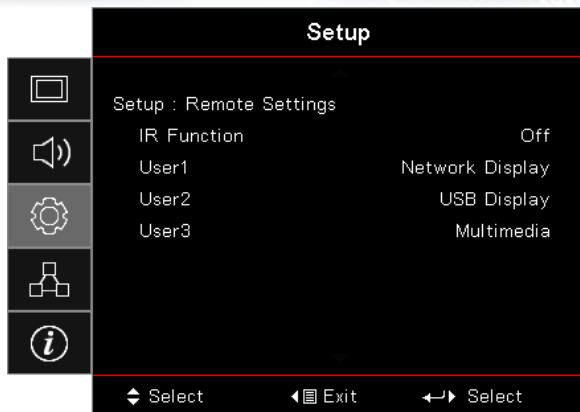 Setup
Setup : Remote Settings
IR Function Off
User1 Network Display
User2 USB Display
User3 Multimedia
Select Exit Select